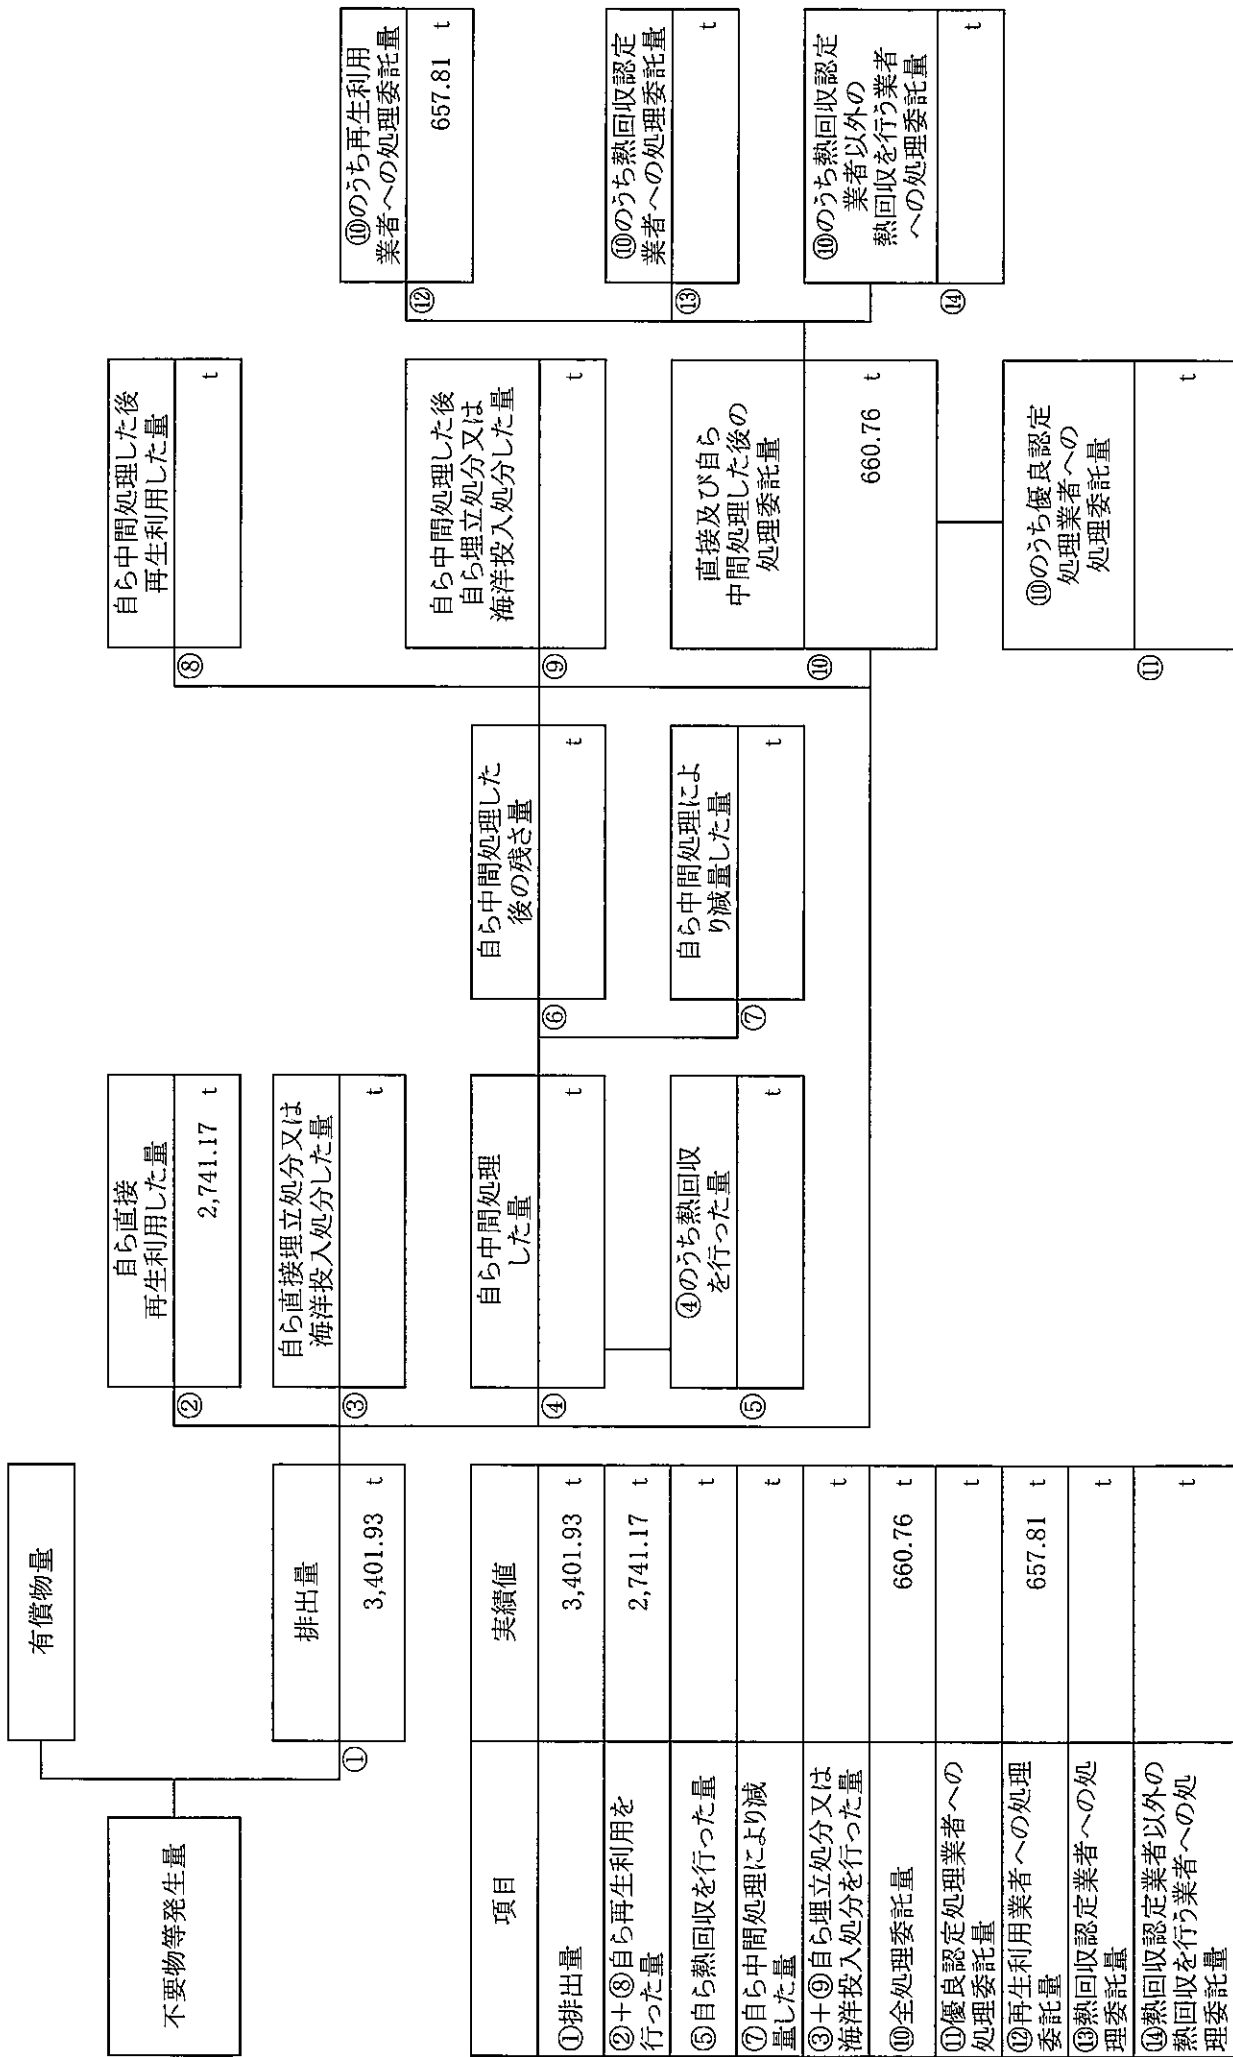 不要物等発生量
有償物量
①
排出量
3,401.93 t
②
自ら直接
再生利用した量
2,741.17 t
③
自ら直接埋立処分又は
海洋投入処分した量
t
④
自ら中間処理
した量
t
⑤
④のうち熱回収
を行った量
t
⑥
自ら中間処理した
後の残さ量
t
⑦
自ら中間処理によ
り減量した量
t
⑧
自ら中間処理した後
再生利用した量
t
⑨
自ら中間処理した後
自ら埋立処分又は
海洋投入処分した量
t
⑩
直接及び自ら
中間処理した後の
処理委託量
660.76 t
⑪
⑩のうち優良認定
処理業者への
処理委託量
t
⑫
⑩のうち再生利用
業者への処理委託量
657.81 t
⑬
⑩のうち熱回収認定
業者への処理委託量
t
⑭
⑩のうち熱回収認定
業者以外の
熱回収を行う業者
への処理委託量
t
項目 実績値
①排出量 3,401.93 t
②+⑧自ら再生利用を
行った量 2,741.17 t
⑤自ら熱回収を行った量 t
⑦自ら中間処理により減
量した量 t
③+⑨自ら埋立処分又は
海洋投入処分を行った量 t
⑩全処理委託量 660.76 t
⑪優良認定処理業者への
処理委託量 t
⑫再生利用業者への処理
委託量 657.81 t
⑬熱回収認定業者への処
理委託量 t
⑭熱回収認定業者以外の
熱回収を行う業者への処
理委託量 t